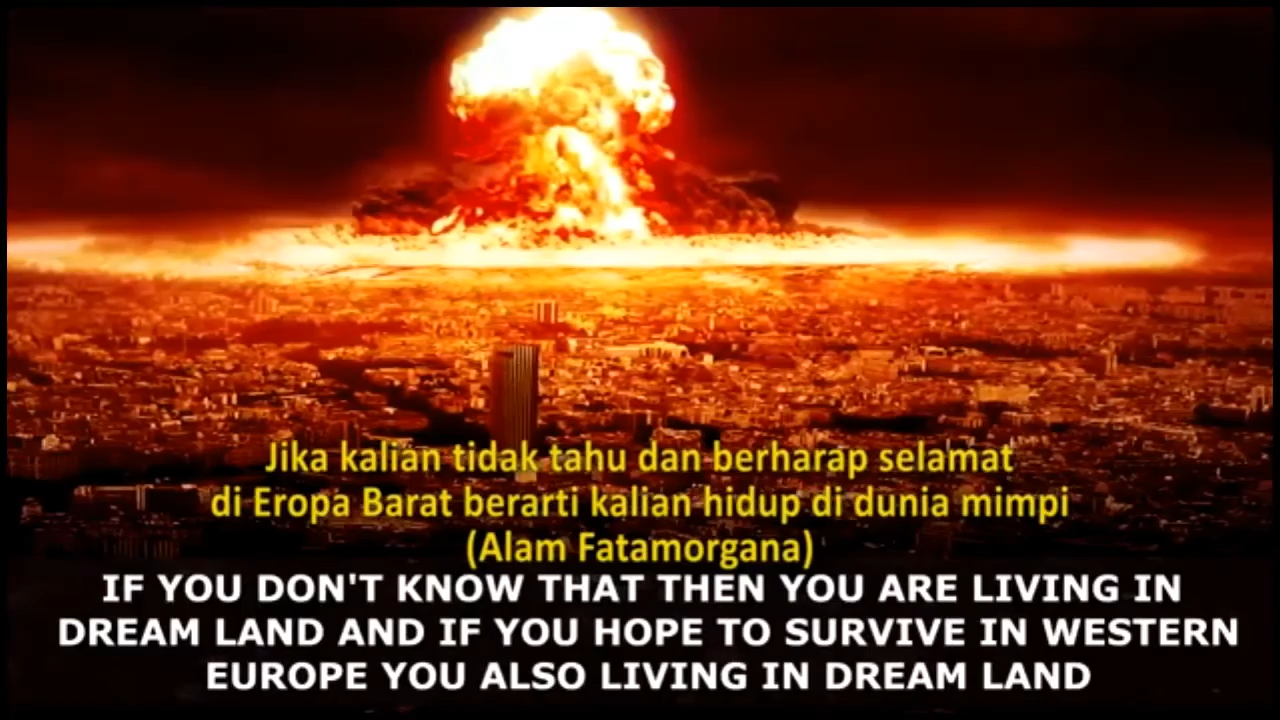 Jika kalian tidak tahu dan berharap selamat
di Eropa Barat berarti kalian hidup di dunia mimpi
(Alam Fatamorgana)
IF YOU DON'T KNOW THAT THEN YOU ARE LIVING IN
DREAM LAND AND IF YOU HOPE TO SURVIVE IN WESTERN
EUROPE YOU ALSO LIVING IN DREAM LAND